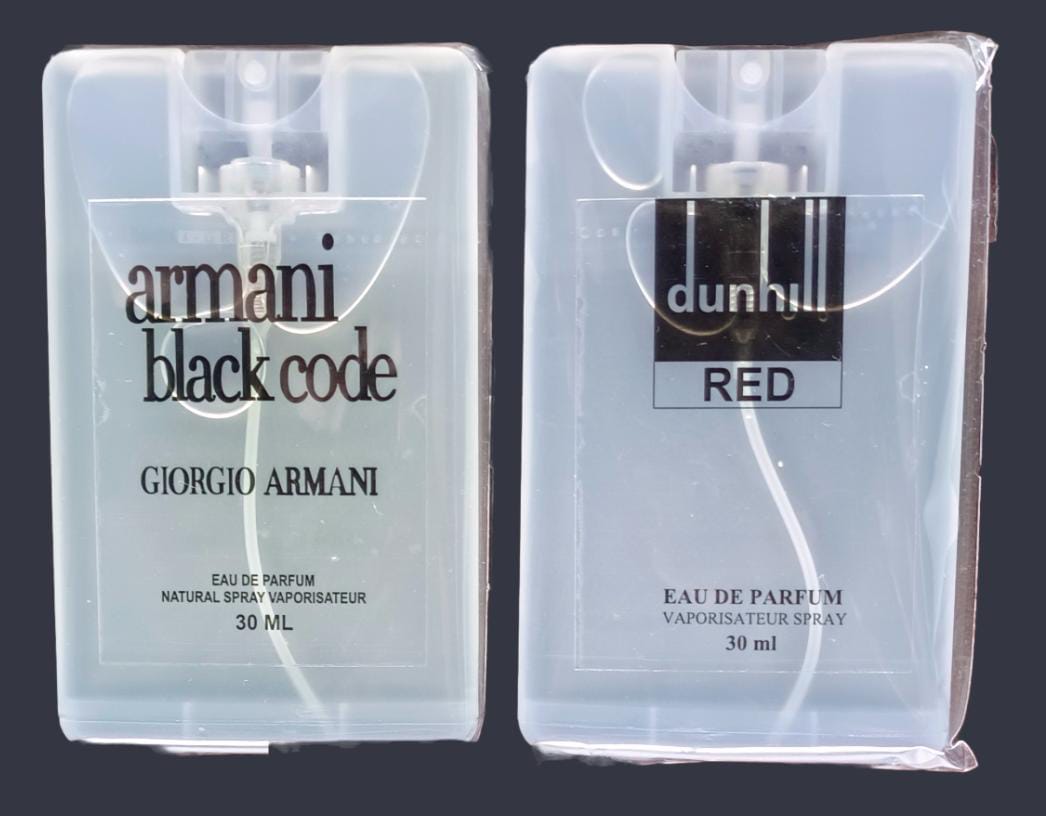 armani
black code
GIORGIO ARMANI
EAU DE PARFUM
NATURAL SPRAY VAPORISATEUR
30 ML
dunhill
RED
EAU DE PARFUM
VAPORISATEUR SPRAY
30 ml